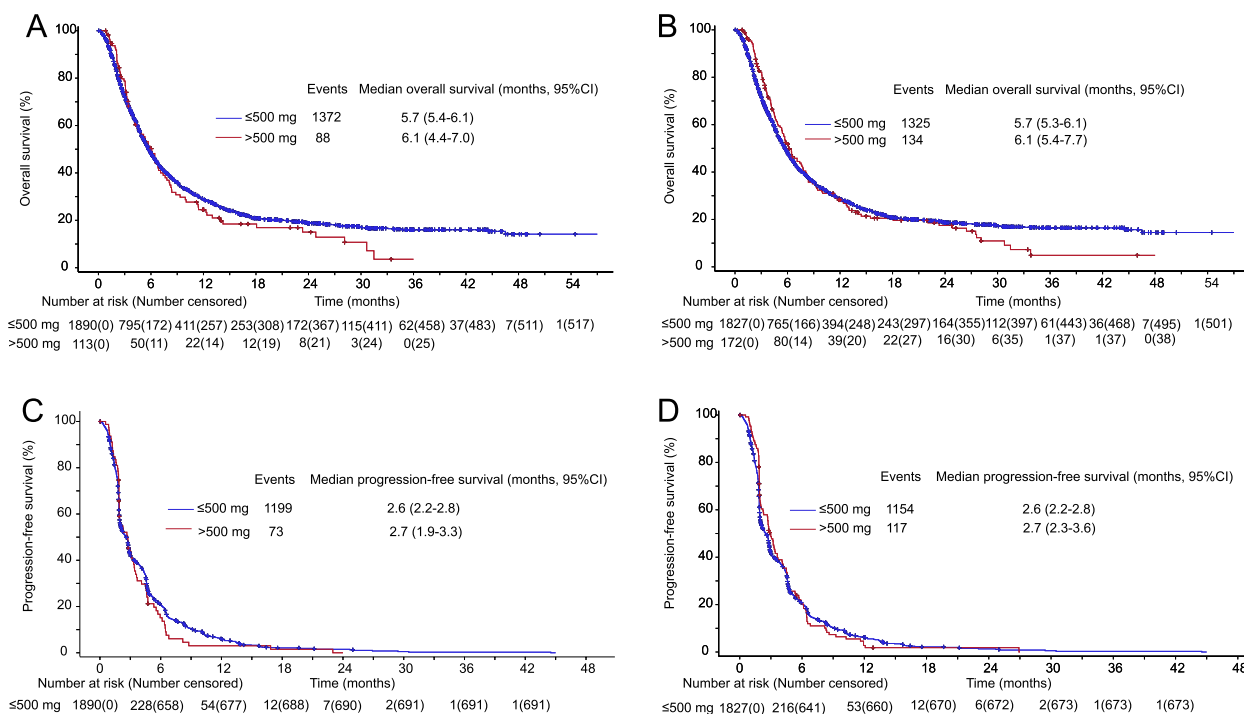 A
100
80
60
40
20
0
Overall survival (%)
Events Median overall survival (months, 95%CI)
≤500 mg 1372 5.7 (5.4-6.1)
>500 mg 88 6.1 (4.4-7.0)
0 6 12 18 24 30 36 42 48 54
Number at risk (Number censored) Time (months)
≤500 mg 1890(0) 795(172) 411(257) 253(308) 172(367) 115(411) 62(458) 37(483) 7(511) 1(517)
>500 mg 113(0) 50(11) 22(14) 12(19) 8(21) 3(24) 0(25)
B
100
80
60
40
20
0
Overall survival (%)
Events Median overall survival (months, 95%CI)
≤500 mg 1325 5.7 (5.3-6.1)
>500 mg 134 6.1 (5.4-7.7)
0 6 12 18 24 30 36 42 48 54
Number at risk (Number censored) Time (months)
≤500 mg 1827(0) 765(166) 394(248) 243(297) 164(355) 112(397) 61(443) 36(468) 7(495) 1(501)
>500 mg 172(0) 80(14) 39(20) 22(27) 16(30) 6(35) 1(37) 1(37) 0(38)
C
100
80
60
40
20
0
Progression-free survival (%)
Events Median progression-free survival (months, 95%CI)
≤500 mg 1199 2.6 (2.2-2.8)
>500 mg 73 2.7 (1.9-3.3)
0 6 12 18 24 30 36 42 48
Number at risk (Number censored) Time (months)
≤500 mg 1890(0) 228(658) 54(677) 12(688) 7(690) 2(691) 1(691) 1(691)
D
100
80
60
40
20
0
Progression-free survival (%)
Events Median progression-free survival (months, 95%CI)
≤500 mg 1154 2.6 (2.2-2.8)
>500 mg 117 2.7 (2.3-3.6)
0 6 12 18 24 30 36 42 48
Number at risk (Number censored) Time (months)
≤500 mg 1827(0) 216(641) 53(660) 12(670) 6(672) 2(673) 1(673) 1(673)